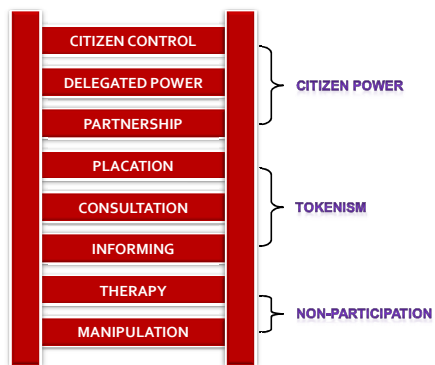 CITIZEN CONTROL
DELEGATED POWER
PARTNERSHIP
CITIZEN POWER
PLACATION
CONSULTATION
INFORMING
TOKENISM
THERAPY
MANIPULATION
NON-PARTICIPATION